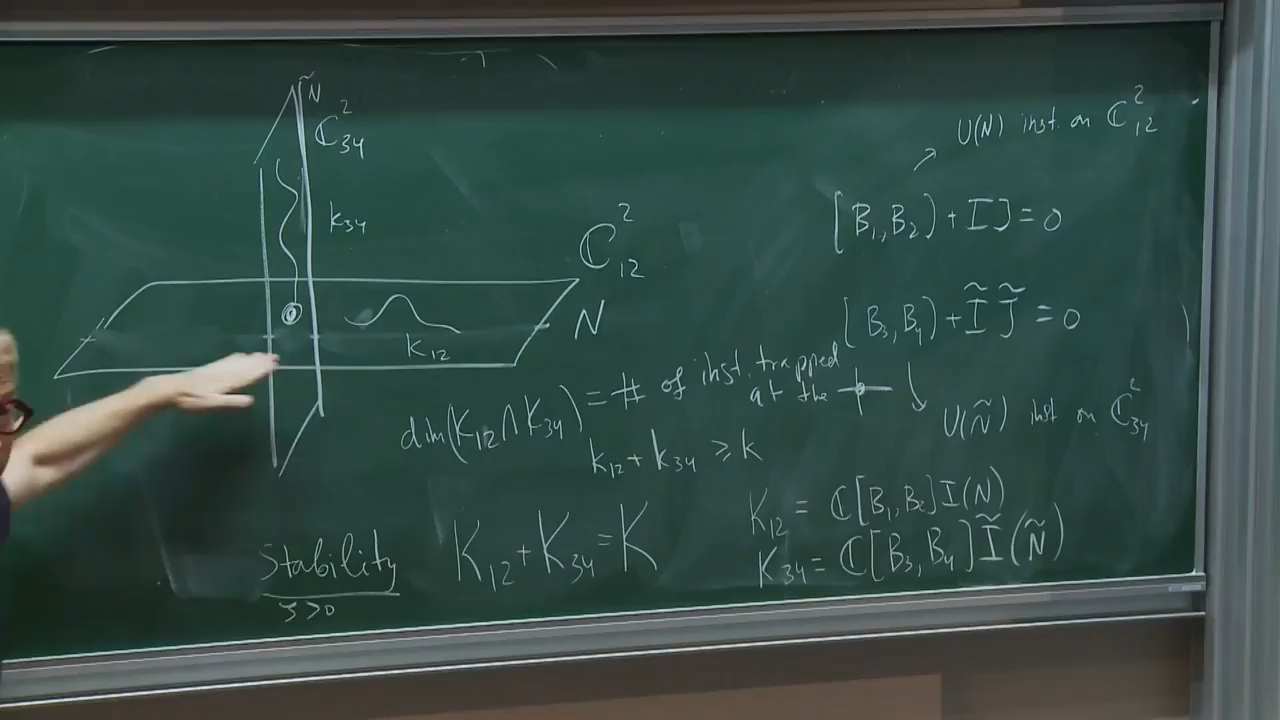 Ñ
ℂ²₃₄
k₃₄
ℂ²₁₂
N
k₁₂
U(N) inst. on ℂ²₁₂
[B₁,B₂)+IJ=0
[B₃,B₄)+ĨJ̃=0
U(Ñ) inst on ℂ²₃₄
dim(K₁₂∩K₃₄)=# of inst. trapped
at the
k₁₂+k₃₄ ≥ k
K₁₂ = ℂ[B₁,B₂]I(N)
K₃₄= ℂ[B₃,B₄]Ĩ(Ñ)
Stability
ζ>0
K₁₂+K₃₄=K